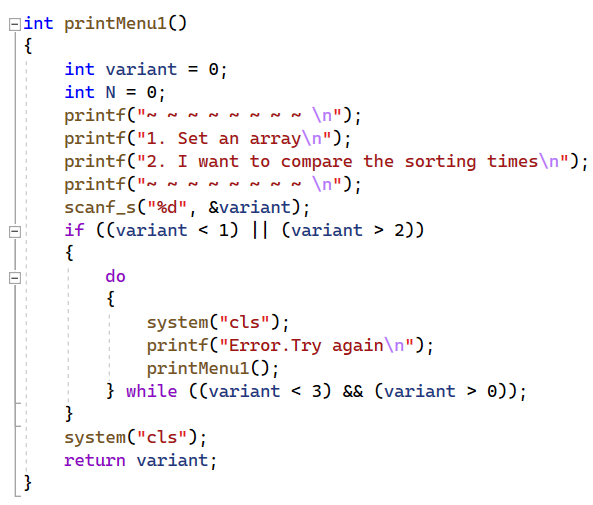 int printMenu1()
{
    int variant = 0;
    int N = 0;
    printf("~ ~ ~ ~ ~ ~ ~ ~ \n");
    printf("1. Set an array\n");
    printf("2. I want to compare the sorting times\n");
    printf("~ ~ ~ ~ ~ ~ ~ ~ \n");
    scanf_s("%d", &variant);
    if ((variant < 1) || (variant > 2))
    {
        do
        {
            system("cls");
            printf("Error.Try again\n");
            printMenu1();
        } while ((variant < 3) && (variant > 0));
    }
    system("cls");
    return variant;
}